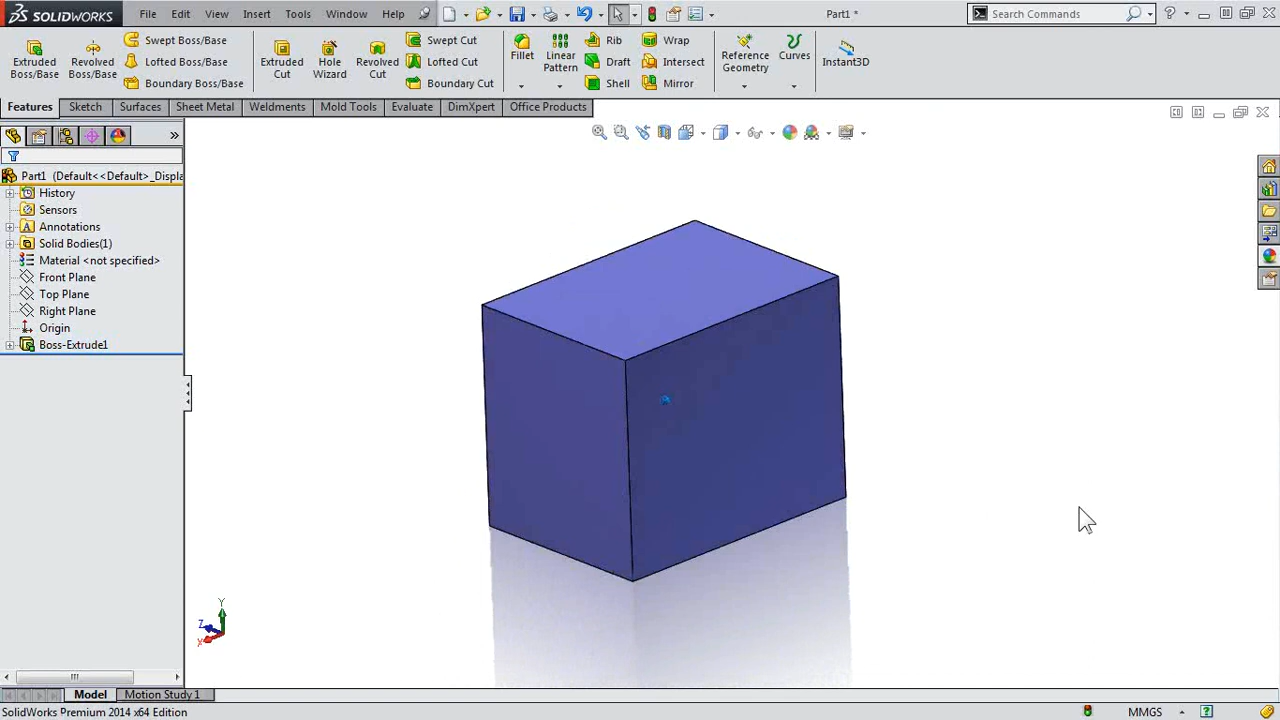 SOLIDWORKS File Edit View Insert Tools Window Help Part1 * Search Commands
Extruded Boss/Base
Revolved Boss/Base
Swept Boss/Base
Lofted Boss/Base
Boundary Boss/Base
Extruded Cut
Hole Wizard
Revolved Cut
Swept Cut
Lofted Cut
Boundary Cut
Fillet
Linear Pattern
Rib
Draft
Shell
Wrap
Intersect
Mirror
Reference Geometry
Curves
Instant3D
Features Sketch Surfaces Sheet Metal Weldments Mold Tools Evaluate DimXpert Office Products
Part1 (Default<<Default>_Displa
History
Sensors
Annotations
Solid Bodies(1)
Material <not specified>
Front Plane
Top Plane
Right Plane
Origin
Boss-Extrude1
Y
Z
X
Model Motion Study 1
SolidWorks Premium 2014 x64 Edition MMGS